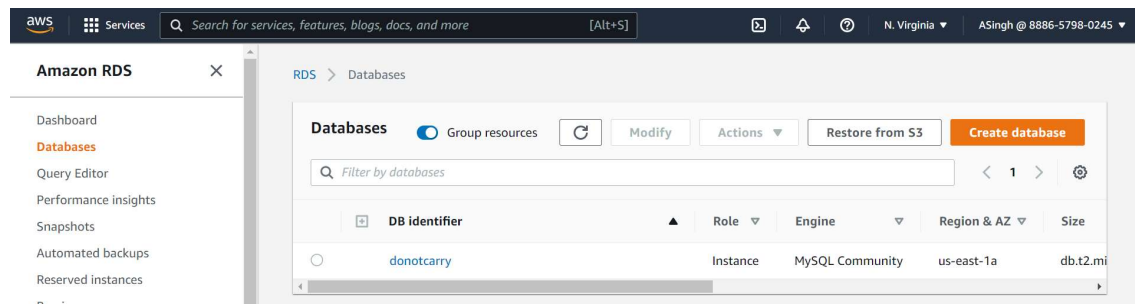 aws Services Search for services, features, blogs, docs, and more [Alt+S] N. Virginia ▼ ASingh @ 8886-5798-0245 ▼
Amazon RDS
Dashboard
Databases
Query Editor
Performance insights
Snapshots
Automated backups
Reserved instances
RDS > Databases
Databases Group resources Modify Actions ▼ Restore from S3 Create database
Filter by databases < 1 >
DB identifier ▲ Role Engine Region & AZ Size
donotcarry Instance MySQL Community us-east-1a db.t2.mi